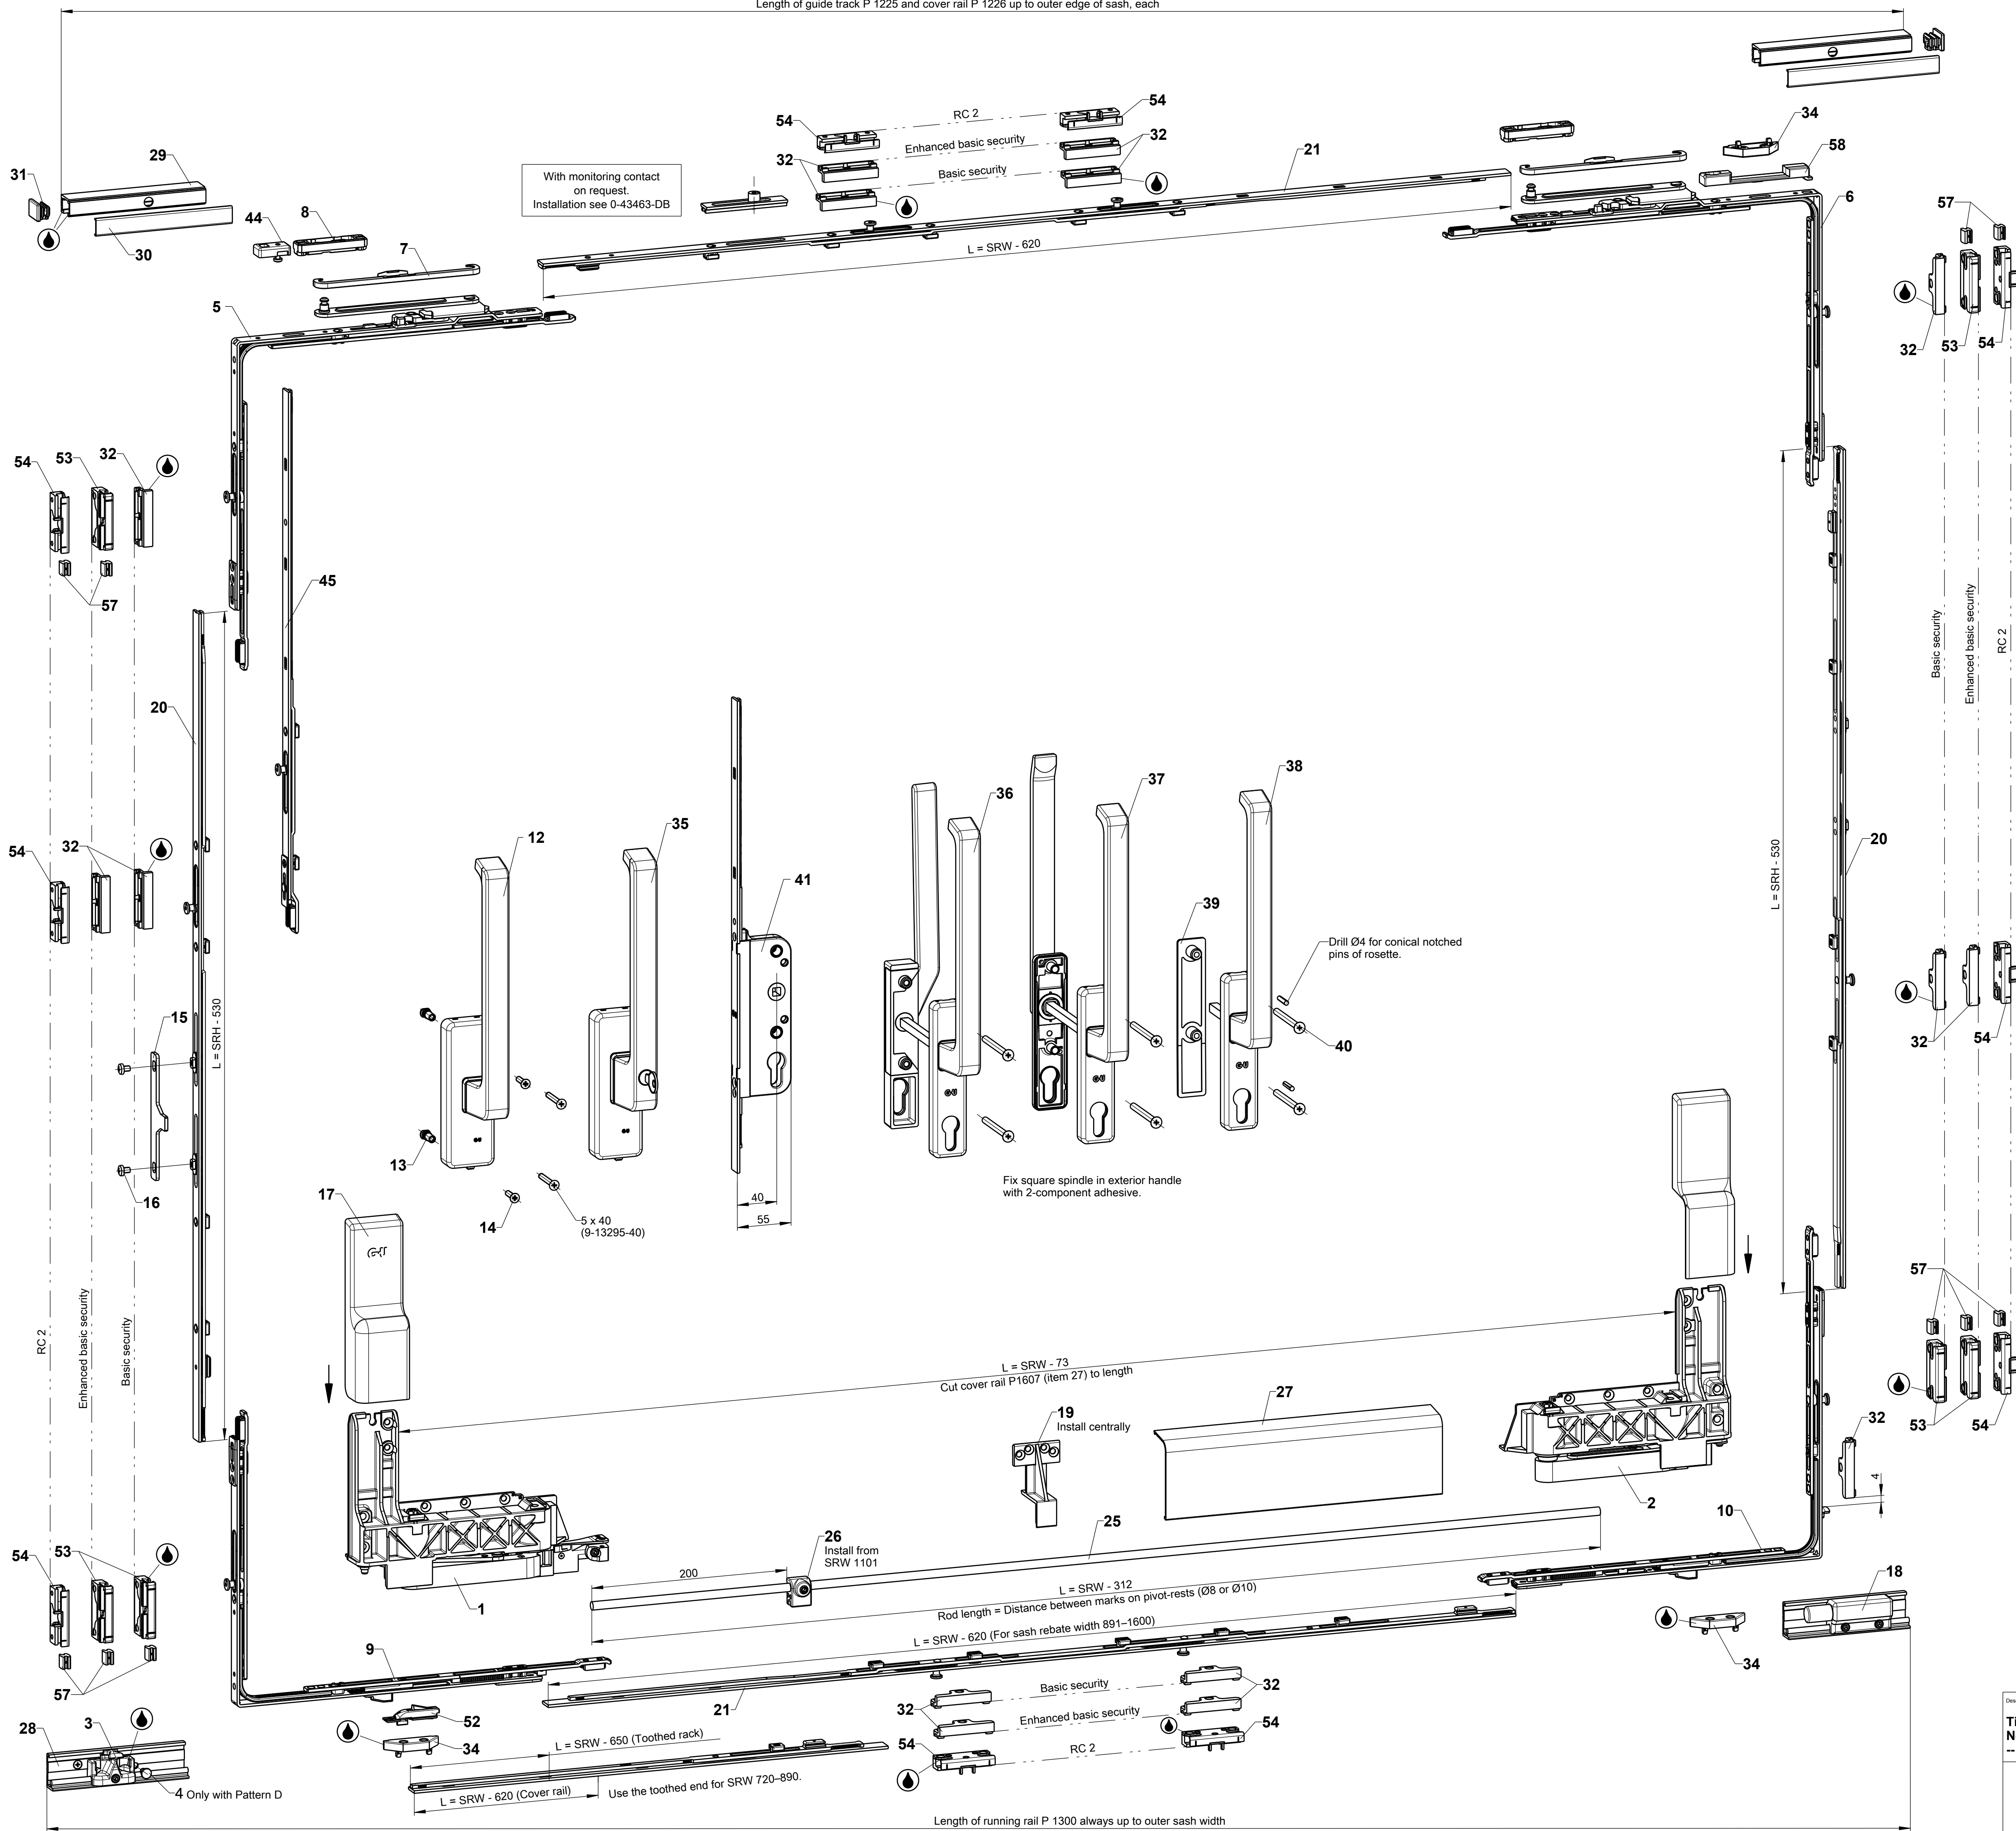 Length of guide track P 1225 and cover rail P 1226 up to outer edge of sash, each
31
29
30
44
8
7
5
With monitoring contact
on request.
Installation see 0-43463-DB
54
RC 2
54
32
Enhanced basic security
32
Basic security
21
L = SRW - 620
34
58
6
57
32
53
54
54
53
32
57
45
20
L = SRH - 530
54
32
15
16
RC 2
Enhanced basic security
Basic security
12
35
13
14
5 x 40
(9-13295-40)
41
40
55
36
37
38
39
Drill Ø4 for conical notched
pins of rosette.
40
Fix square spindle in exterior handle
with 2-component adhesive.
L = SRH - 530
20
Basic security
Enhanced basic security
RC 2
32
54
57
53
54
32
4
17
G-U
L = SRW - 73
Cut cover rail P1607 (item 27) to length
19
Install centrally
27
2
1
26
Install from
SRW 1101
25
200
L = SRW - 312
Rod length = Distance between marks on pivot-rests (Ø8 or Ø10)
L = SRW - 620 (For sash rebate width 891–1600)
10
18
34
54
53
57
9
21
52
34
32
Basic security
32
Enhanced basic security
54
RC 2
54
28
3
4 Only with Pattern D
L = SRW - 650 (Toothed rack)
L = SRW - 620 (Cover rail)
Use the toothed end for SRW 720–890.
Length of running rail P 1300 always up to outer sash width